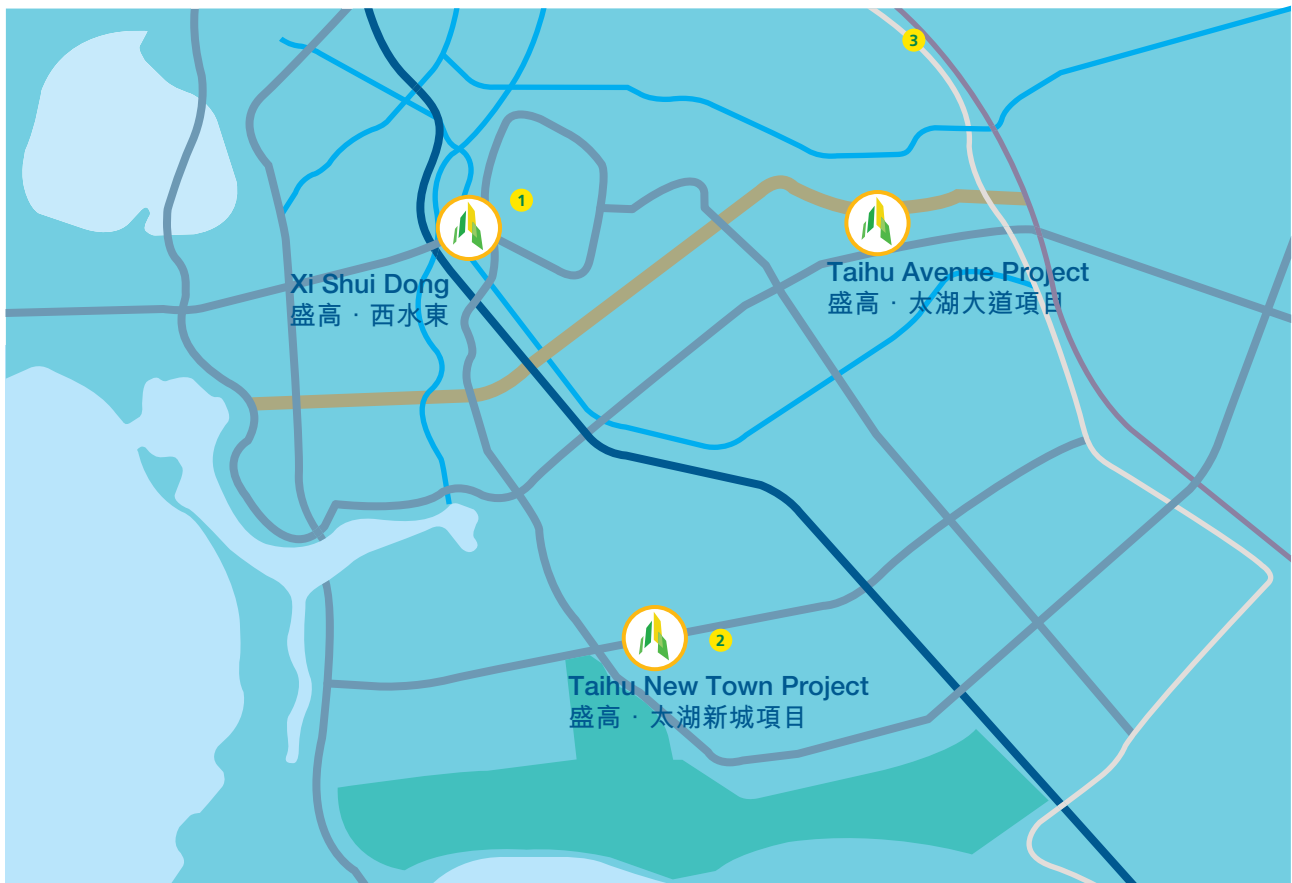 3
1
Xi Shui Dong
盛高 · 西水東
Taihu Avenue Project
盛高 · 太湖大道項目
2
Taihu New Town Project
盛高 · 太湖新城項目